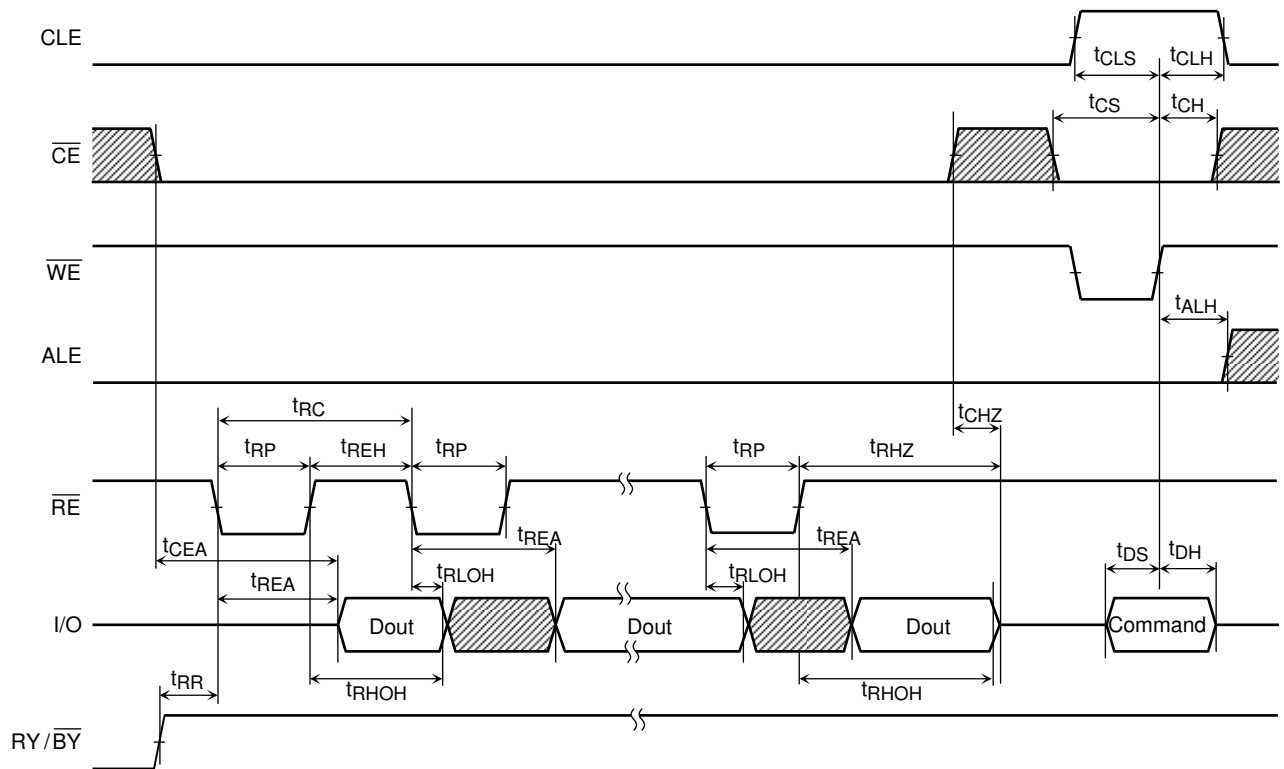 CLE
tCLS tCLH
tCS tCH
CE
WE
tALH
ALE
tRC
tCHZ
tRP tREH tRP tRP tRHZ
RE
tCEA tREA tREA tDS tDH
tREA tRLOH tRLOH
I/O Dout Dout Dout Command
tRR tRHOH tRHOH
RY/BY